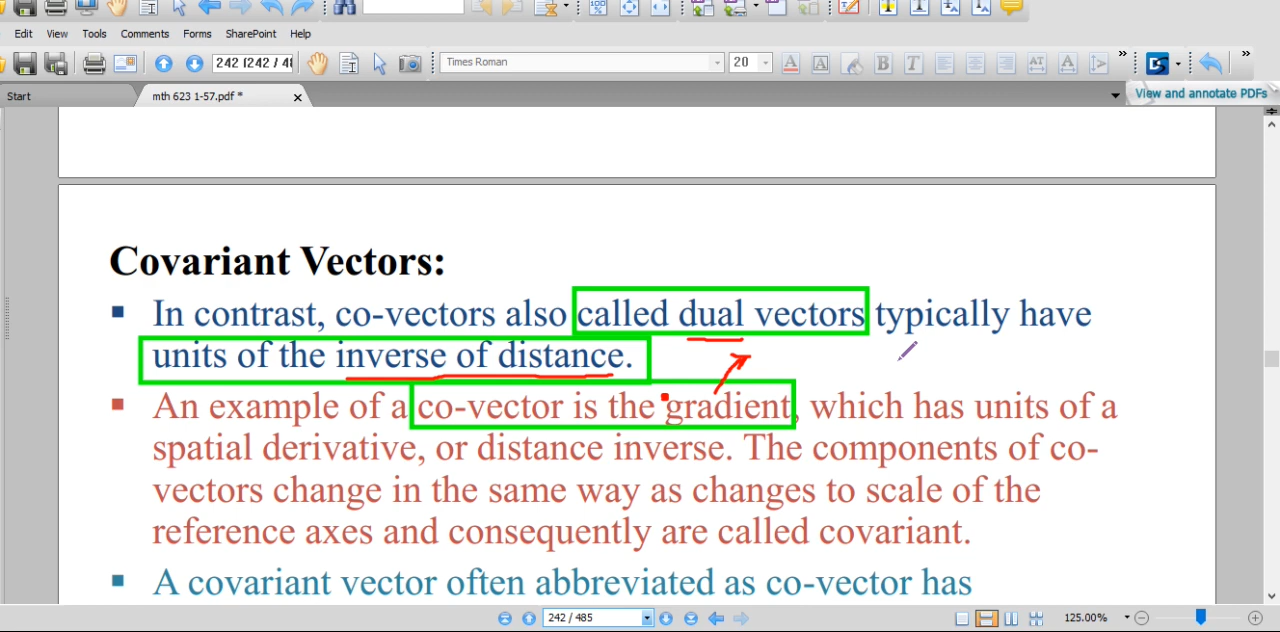 Edit View Tools Comments Forms SharePoint Help
242 (242 / 48 Times Roman 20
Start mth 623 1-57.pdf * View and annotate PDFs
Covariant Vectors:
In contrast, co-vectors also called dual vectors typically have
units of the inverse of distance.
An example of a co-vector is the gradient, which has units of a
spatial derivative, or distance inverse. The components of co-
vectors change in the same way as changes to scale of the
reference axes and consequently are called covariant.
A covariant vector often abbreviated as co-vector has
242 / 485 125.00%